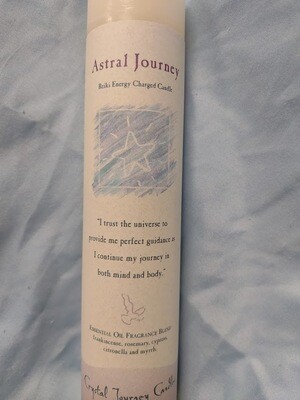 Astral Journey
Reiki Energy Charged Candle
"I trust the universe to
provide me perfect guidance as
I continue my journey in
both mind and body."
ESSENTIAL OIL FRAGRANCE BLEND
frankincense, rosemary, cypress,
citronella and myrrh.
Crystal Journey Candles